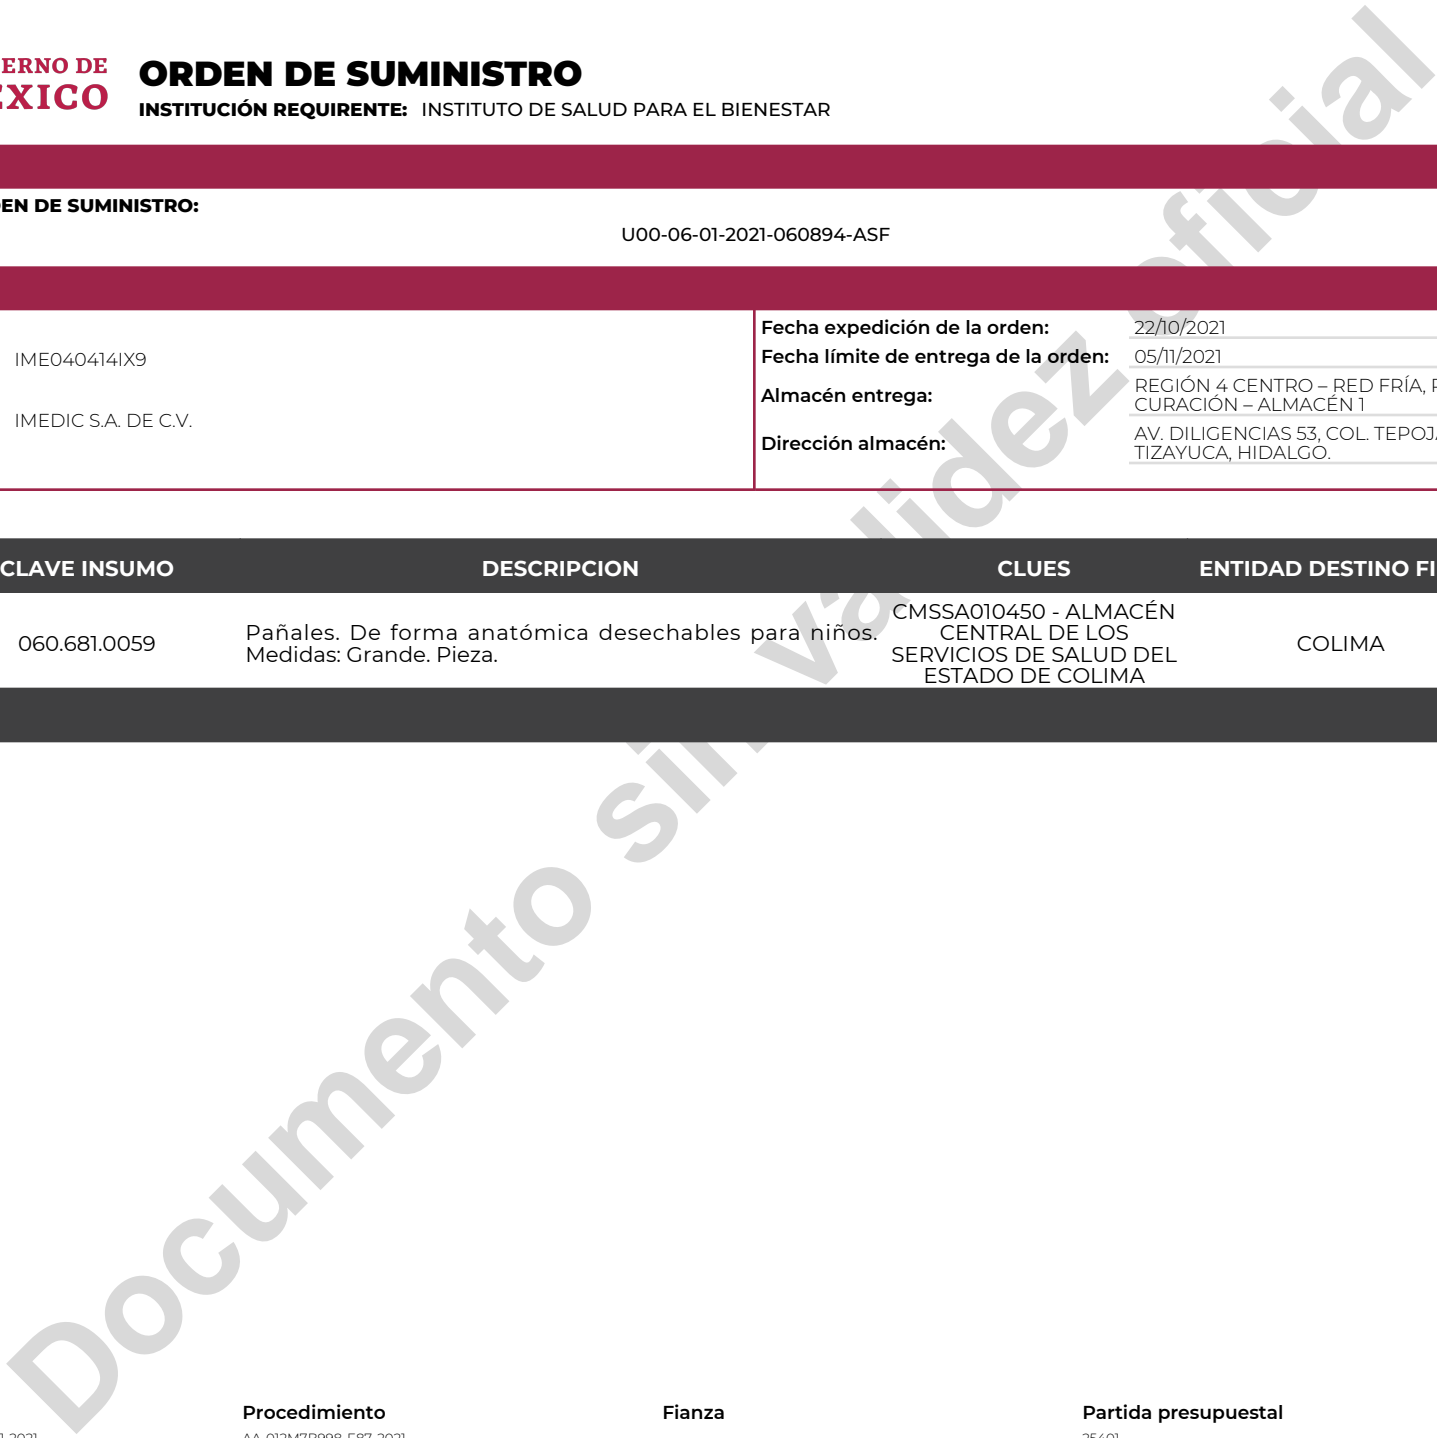 ERNO DE
EXICO
ORDEN DE SUMINISTRO
INSTITUCIÓN REQUIRENTE: INSTITUTO DE SALUD PARA EL BIENESTAR
EN DE SUMINISTRO:
U00-06-01-2021-060894-ASF
IME040414IX9
IMEDIC S.A. DE C.V.
Fecha expedición de la orden: 22/10/2021
Fecha límite de entrega de la orden: 05/11/2021
Almacén entrega: REGIÓN 4 CENTRO – RED FRÍA,
CURACIÓN – ALMACÉN 1
Dirección almacén: AV. DILIGENCIAS 53, COL. TEPOJ
TIZAYUCA, HIDALGO.
CLAVE INSUMO DESCRIPCION CLUES ENTIDAD DESTINO FI
060.681.0059
Pañales. De forma anatómica desechables para niños.
Medidas: Grande. Pieza.
CMSSA010450 - ALMACÉN
CENTRAL DE LOS
SERVICIOS DE SALUD DEL
ESTADO DE COLIMA
COLIMA
Documento sin validez oficial
Procedimiento Fianza Partida presupuestal